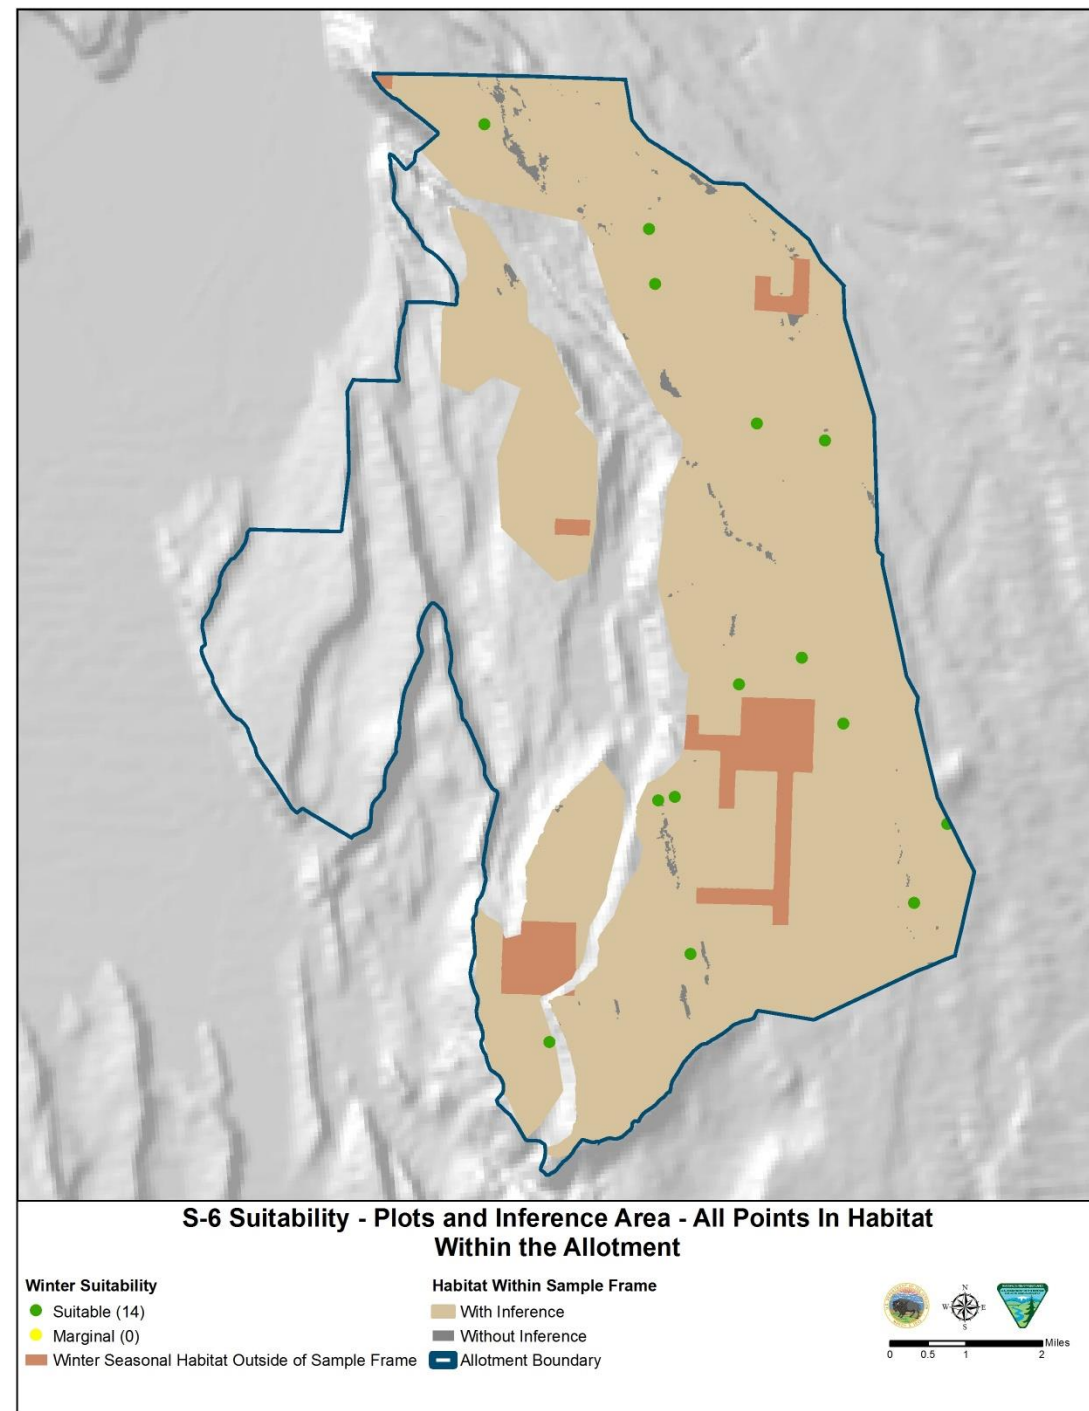 S-6 Suitability - Plots and Inference Area - All Points In Habitat
Within the Allotment
Winter Suitability
Suitable (14)
Marginal (0)
Winter Seasonal Habitat Outside of Sample Frame
Habitat Within Sample Frame
With Inference
Without Inference
Allotment Boundary
N
W E
S
Miles
0 0.5 1 2